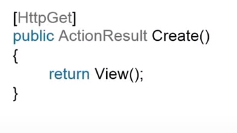 [HttpGet]
public ActionResult Create()
{
return View();
}